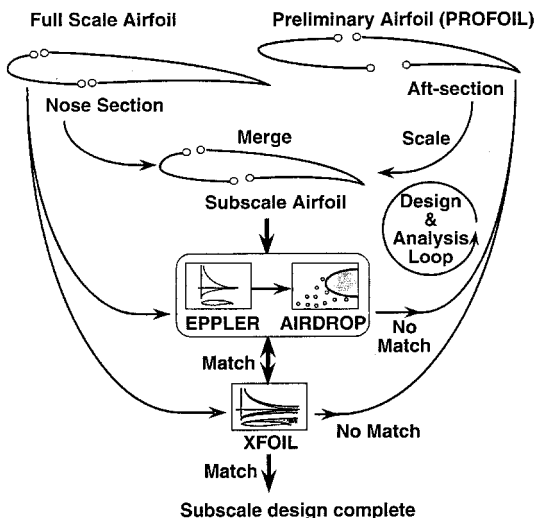 Full Scale Airfoil
Preliminary Airfoil (PROFOIL)
Nose Section
Aft-section
Merge
Scale
Subscale Airfoil
Design
&
Analysis
Loop
EPPLER
AIRDROP
No
Match
Match
XFOIL
No Match
Match
Subscale design complete